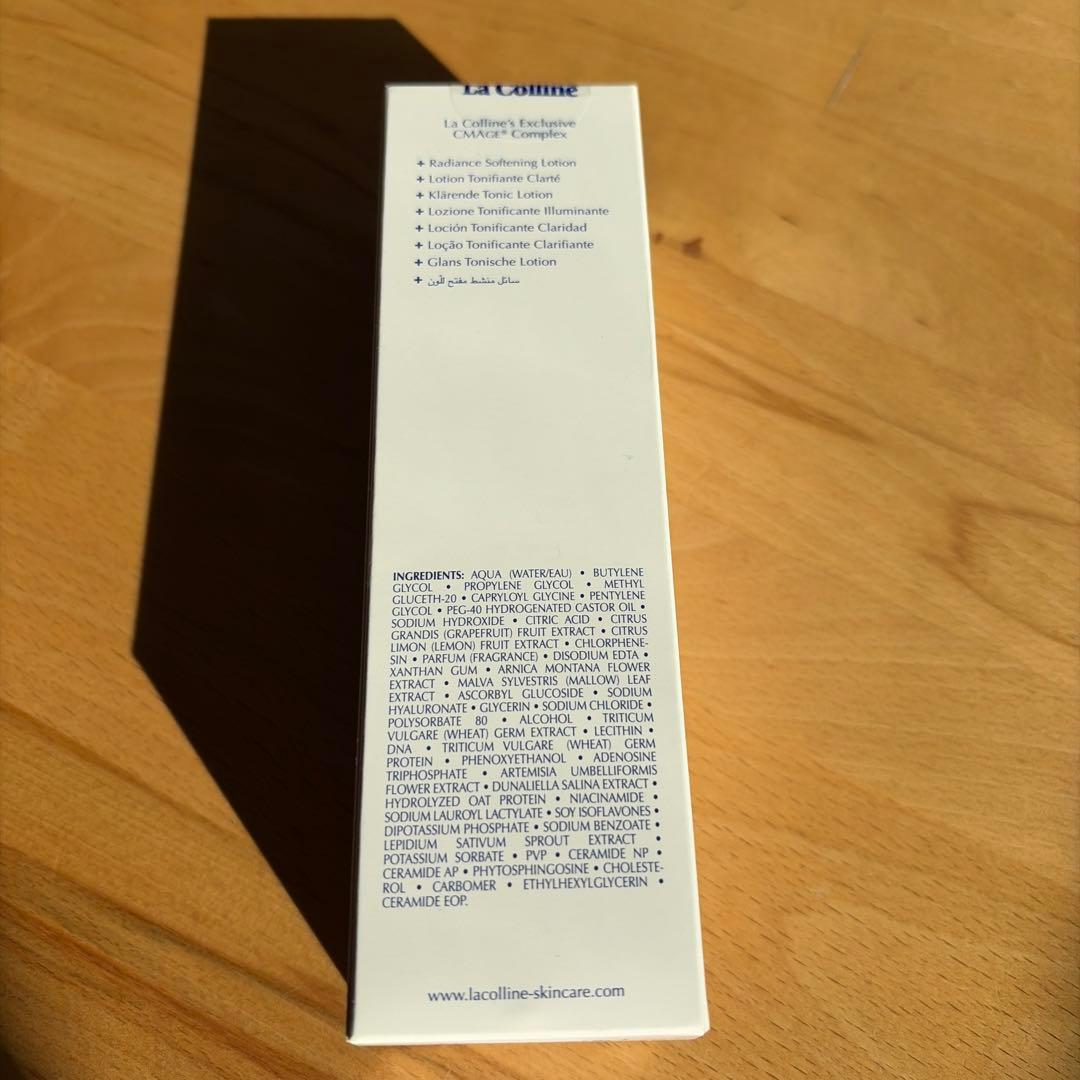 La Colline
La Colline's Exclusive
CMAGE® Complex
+ Radiance Softening Lotion
+ Lotion Tonifiante Clarté
+ Klärende Tonic Lotion
+ Lozione Tonificante Illuminante
+ Loción Tonificante Claridad
+ Loção Tonificante Clarifiante
+ Glans Tonische Lotion
+ سائل منشط مفتح للّون
INGREDIENTS: AQUA (WATER/EAU) • BUTYLENE
GLYCOL • PROPYLENE GLYCOL • METHYL
GLUCETH-20 • CAPRYLOYL GLYCINE • PENTYLENE
GLYCOL • PEG-40 HYDROGENATED CASTOR OIL •
SODIUM HYDROXIDE • CITRIC ACID • CITRUS
GRANDIS (GRAPEFRUIT) FRUIT EXTRACT • CITRUS
LIMON (LEMON) FRUIT EXTRACT • CHLORPHENE-
SIN • PARFUM (FRAGRANCE) • DISODIUM EDTA •
XANTHAN GUM • ARNICA MONTANA FLOWER
EXTRACT • MALVA SYLVESTRIS (MALLOW) LEAF
EXTRACT • ASCORBYL GLUCOSIDE • SODIUM
HYALURONATE • GLYCERIN • SODIUM CHLORIDE •
POLYSORBATE 80 • ALCOHOL • TRITICUM
VULGARE (WHEAT) GERM EXTRACT • LECITHIN •
DNA • TRITICUM VULGARE (WHEAT) GERM
PROTEIN • PHENOXYETHANOL • ADENOSINE
TRIPHOSPHATE • ARTEMISIA UMBELLIFORMIS
FLOWER EXTRACT • DUNALIELLA SALINA EXTRACT •
HYDROLYZED OAT PROTEIN • NIACINAMIDE •
SODIUM LAUROYL LACTYLATE • SOY ISOFLAVONES •
DIPOTASSIUM PHOSPHATE • SODIUM BENZOATE •
LEPIDIUM SATIVUM SPROUT EXTRACT •
POTASSIUM SORBATE • PVP • CERAMIDE NP •
CERAMIDE AP • PHYTOSPHINGOSINE • CHOLESTE-
ROL • CARBOMER • ETHYLHEXYLGLYCERIN •
CERAMIDE EOP.
www.lacolline-skincare.com